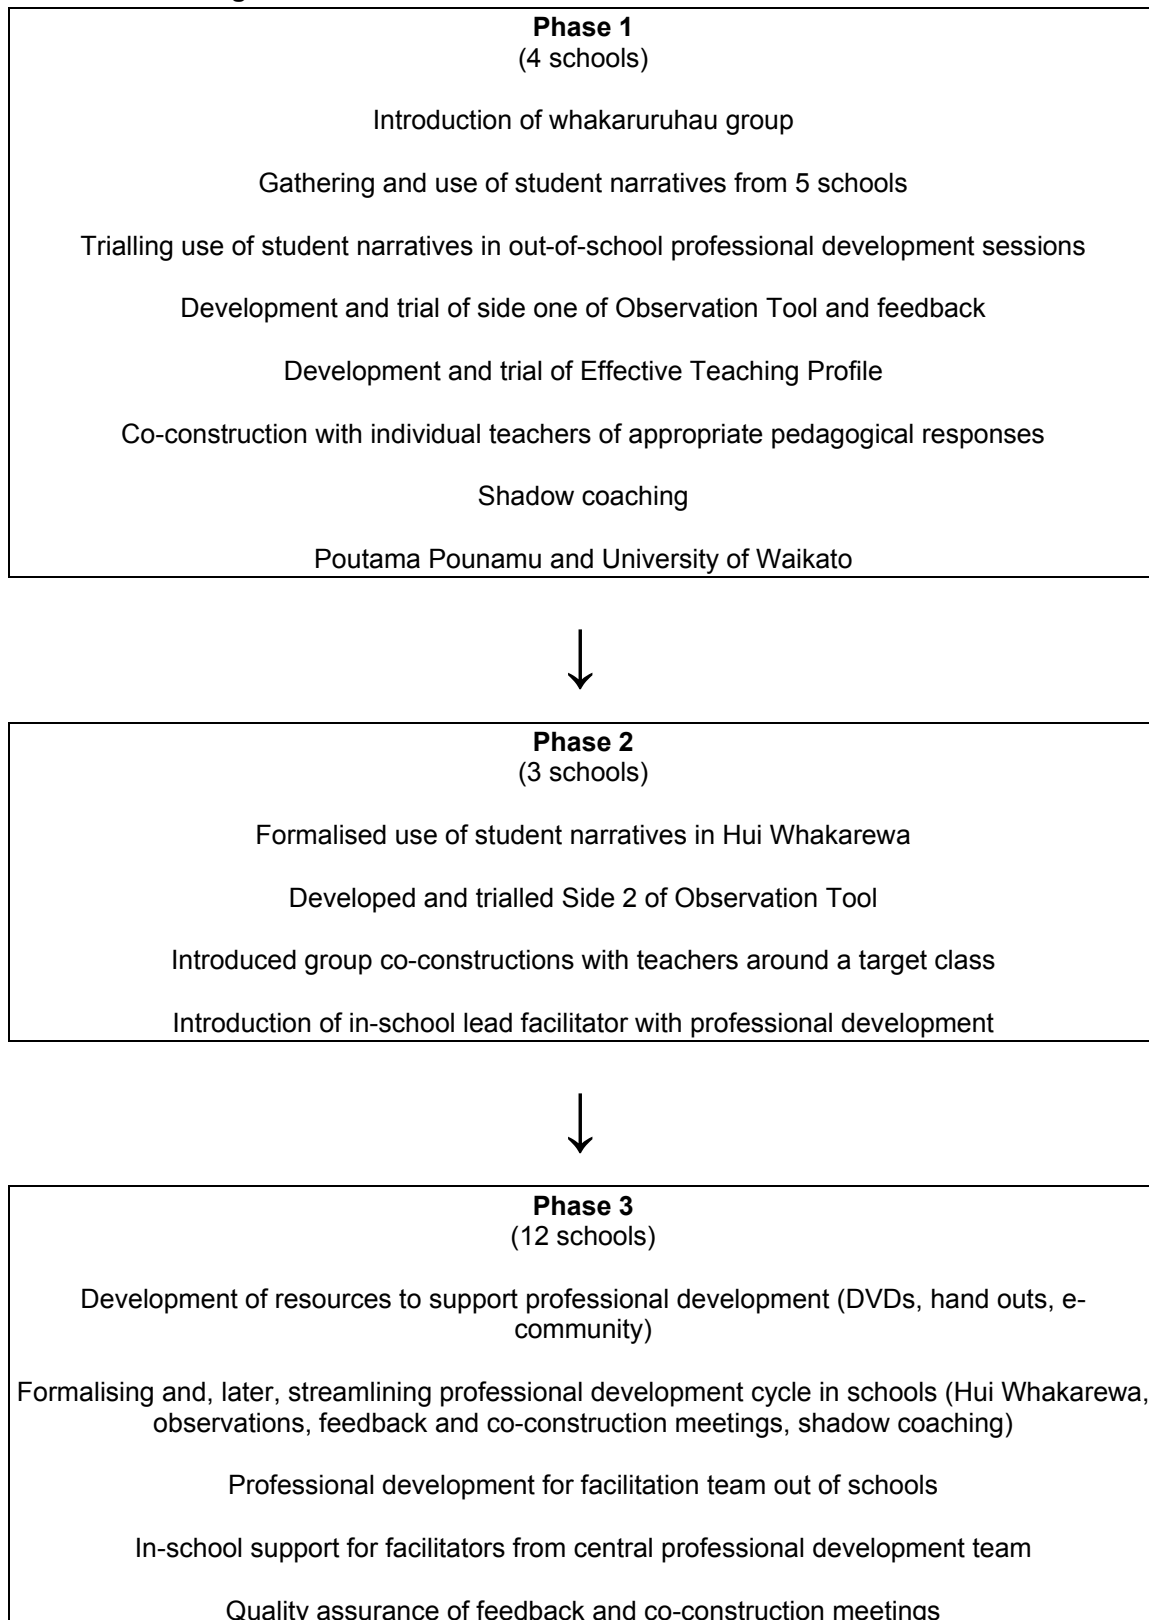 Phase 1
(4 schools)
Introduction of whakaruruhau group
Gathering and use of student narratives from 5 schools
Trialling use of student narratives in out-of-school professional development sessions
Development and trial of side one of Observation Tool and feedback
Development and trial of Effective Teaching Profile
Co-construction with individual teachers of appropriate pedagogical responses
Shadow coaching
Poutama Pounamu and University of Waikato
↓
Phase 2
(3 schools)
Formalised use of student narratives in Hui Whakarewa
Developed and trialled Side 2 of Observation Tool
Introduced group co-constructions with teachers around a target class
Introduction of in-school lead facilitator with professional development
↓
Phase 3
(12 schools)
Development of resources to support professional development (DVDs, hand outs, e-
community)
Formalising and, later, streamlining professional development cycle in schools (Hui Whakarewa,
observations, feedback and co-construction meetings, shadow coaching)
Professional development for facilitation team out of schools
In-school support for facilitators from central professional development team
Quality assurance of feedback and co-construction meetings